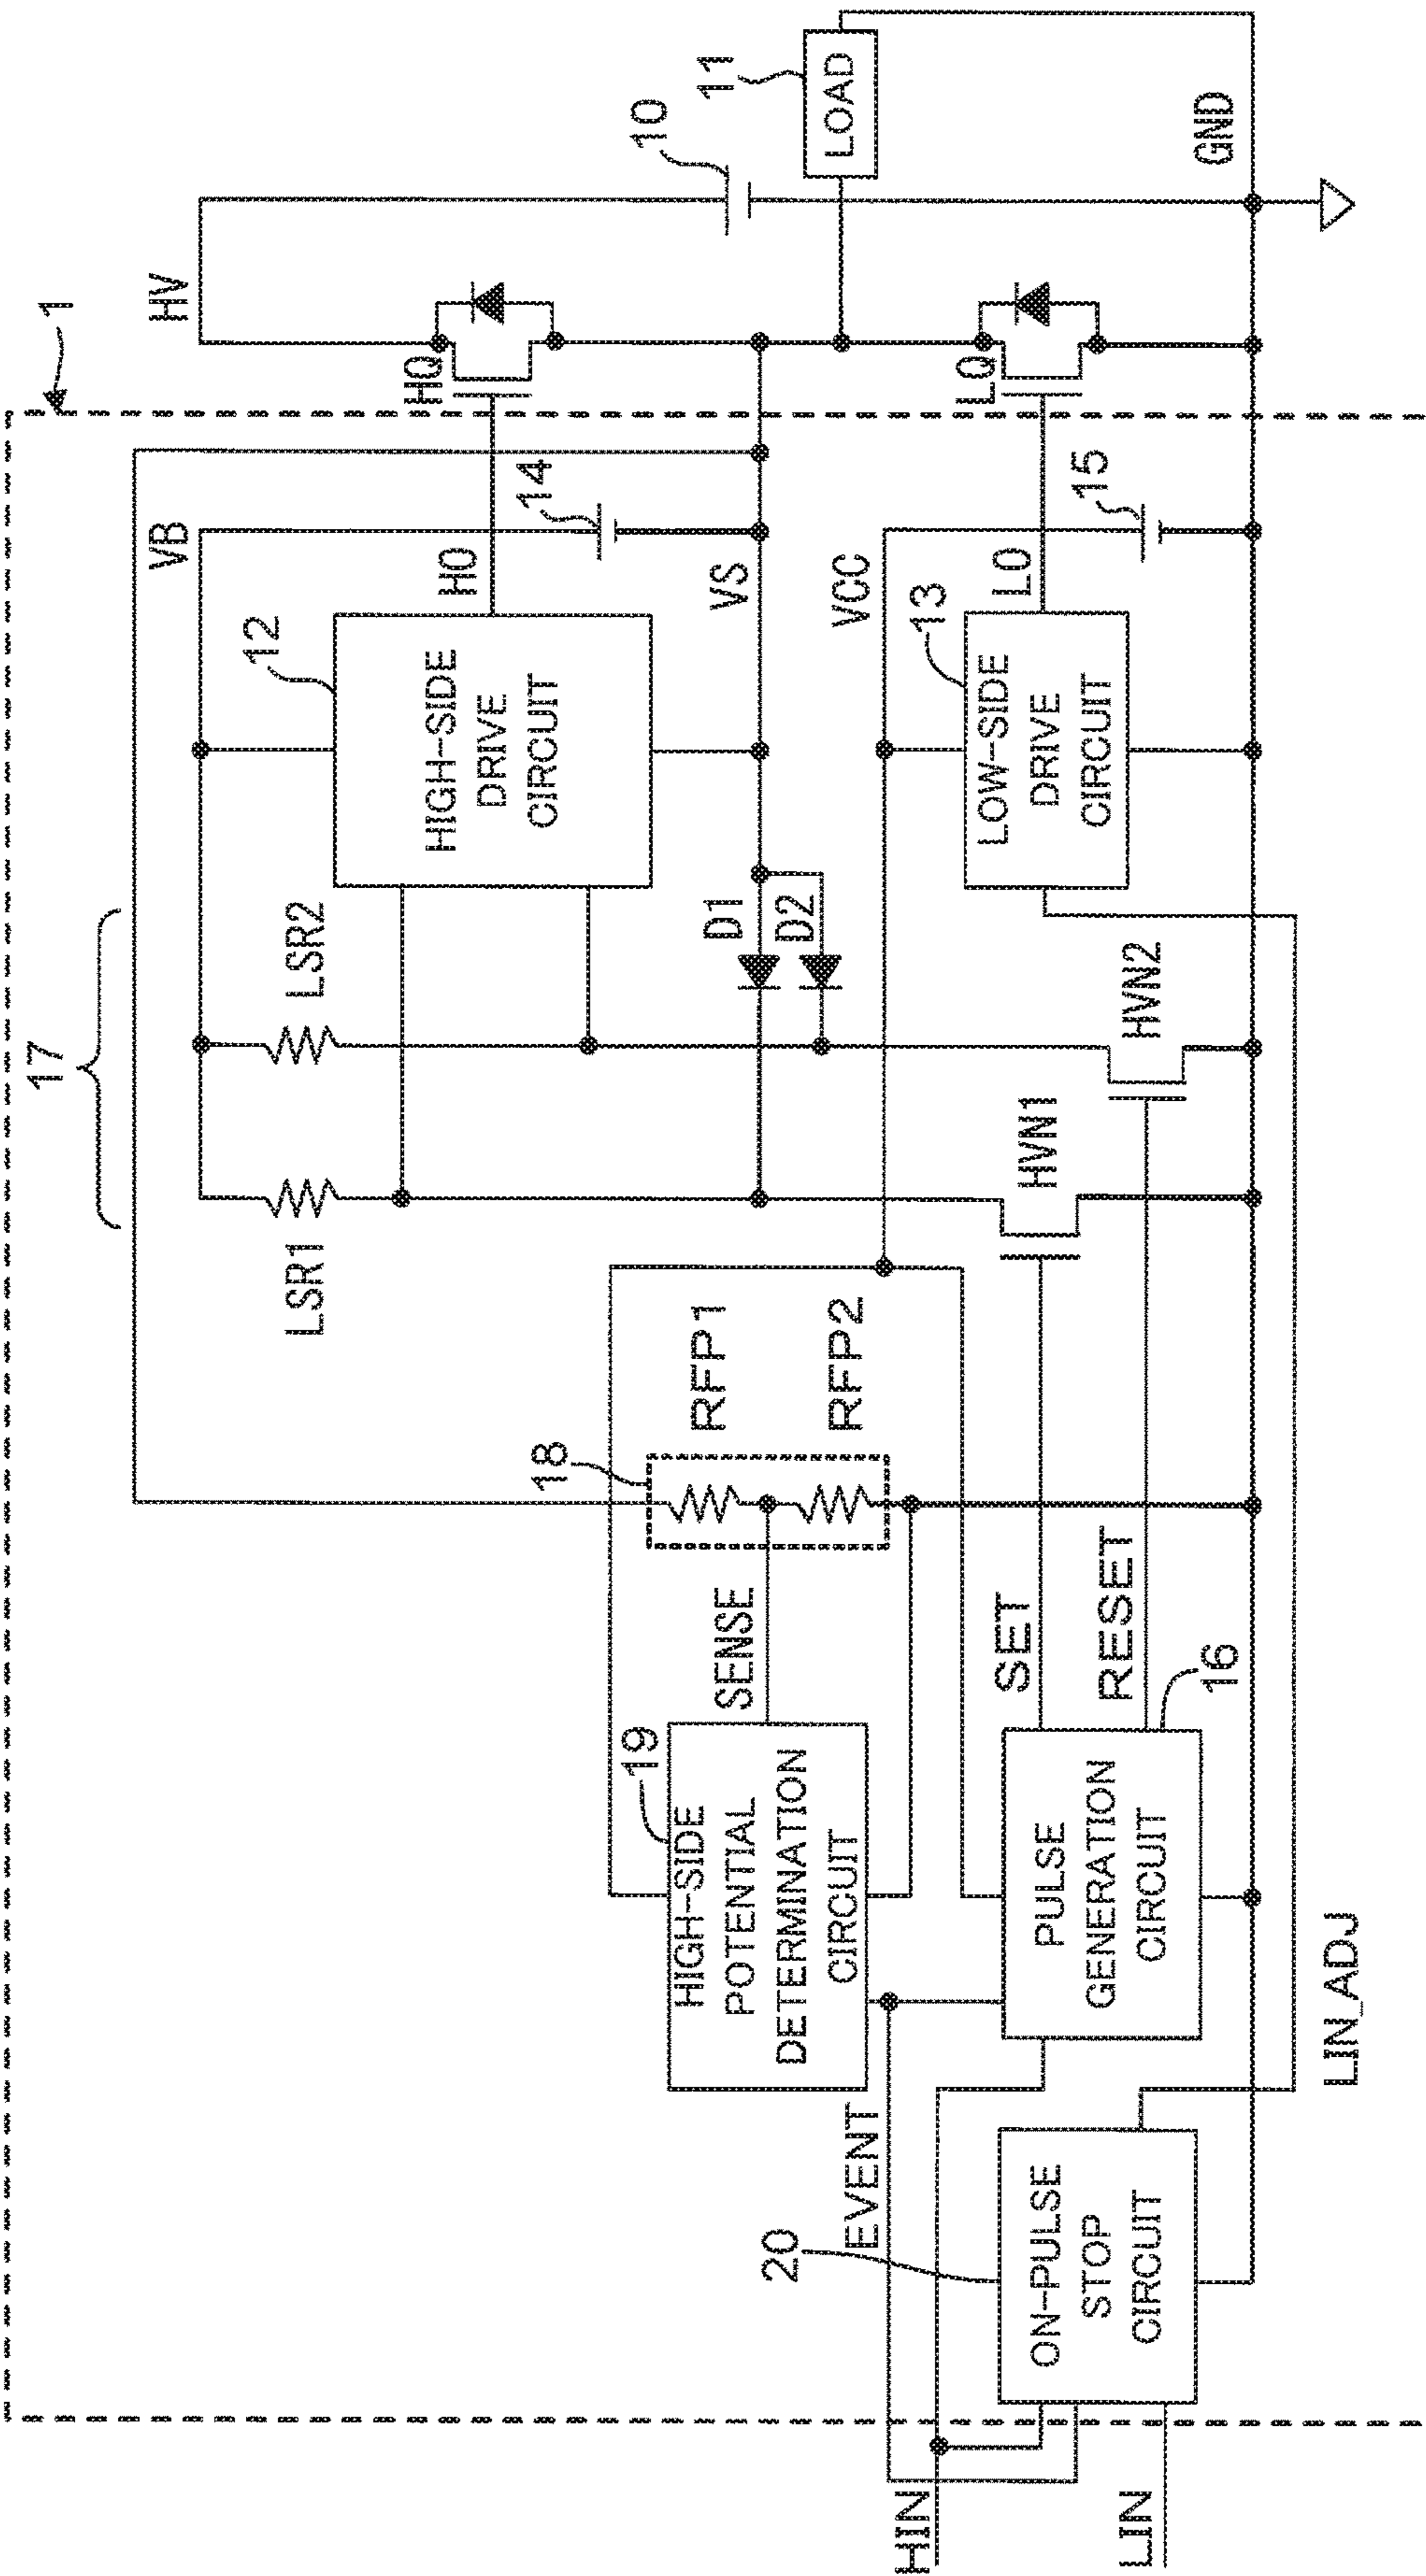 1
17
HV
10
11
LOAD
GND
VB
12
HIGH-SIDE
DRIVE
CIRCUIT
HO
HQ
14
VS
LSR1
LSR2
D1
D2
VCC
13
LOW-SIDE
DRIVE
CIRCUIT
LO
LQ
15
HVN1
HVN2
18
RFP1
RFP2
SENSE
19
HIGH-SIDE
POTENTIAL
DETERMINATION
CIRCUIT
SET
RESET
16
PULSE
GENERATION
CIRCUIT
EVENT
20
ON-PULSE
STOP
CIRCUIT
HIN
LIN
LIN_ADJ